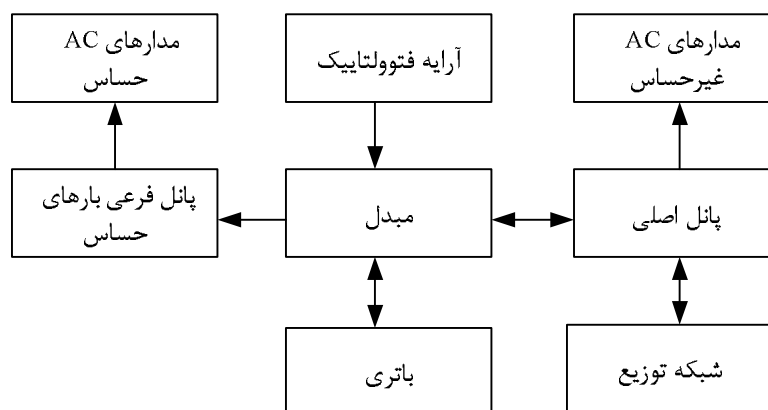 مدارهای AC
غیرحساس
آرایه فتوولتاییک
مدارهای AC
حساس
پانل اصلی
مبدل
پانل فرعی بارهای
حساس
شبکه توزیع
باتری